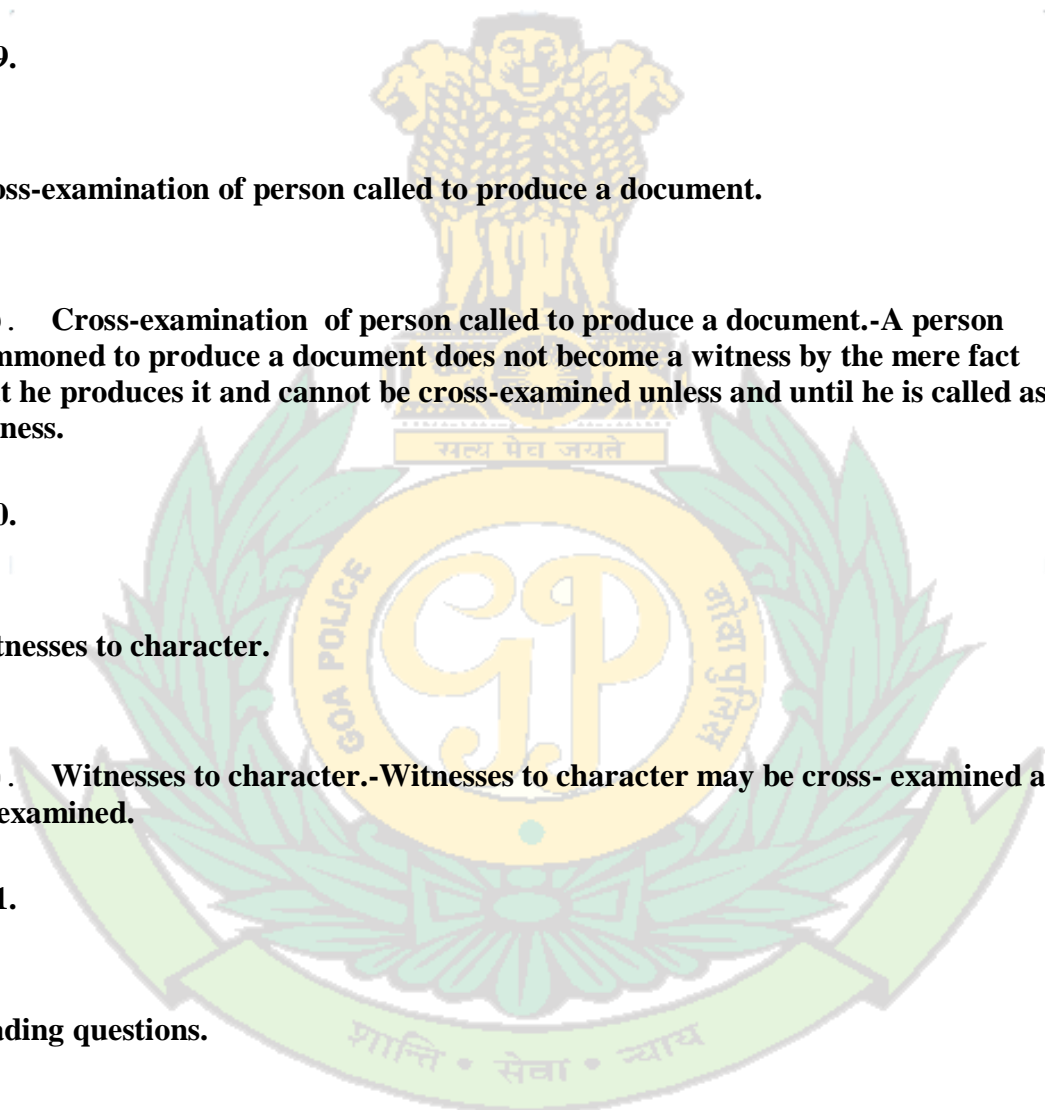 9.
oss-examination of person called to produce a document.
. Cross-examination of person called to produce a document.-A person
mmoned to produce a document does not become a witness by the mere fact
at he produces it and cannot be cross-examined unless and until he is called as
ness.
सत्य मेव जयते
0.
GOA POLICE
गोवा पुलिस
GP
tnesses to character.
. Witnesses to character.-Witnesses to character may be cross- examined a
examined.
1.
ading questions.
शान्ति • सेवा • न्याय